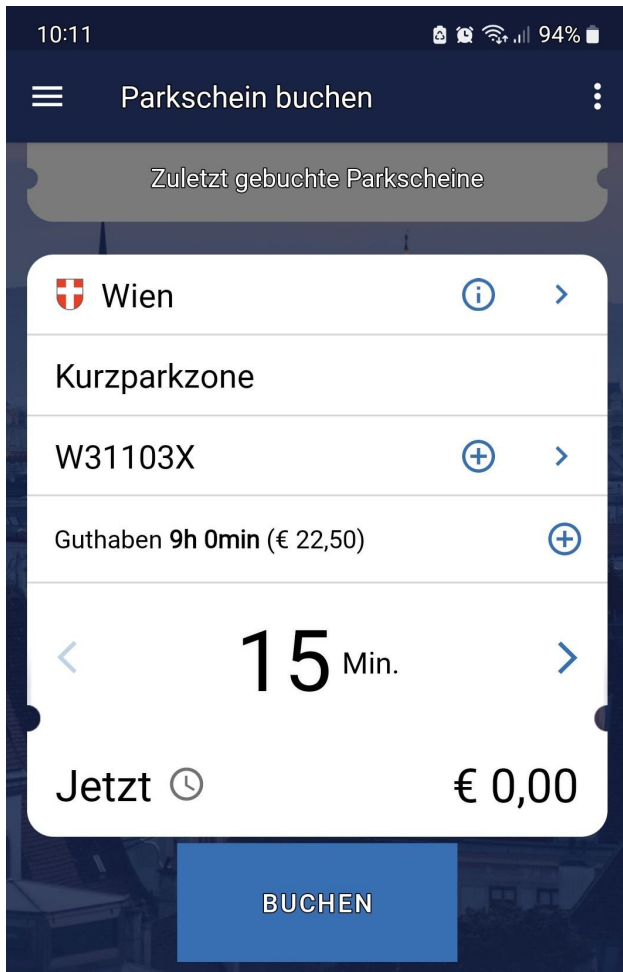 10:11 94%
Parkschein buchen
Zuletzt gebuchte Parkscheine
Wien
Kurzparkzone
W31103X
Guthaben 9h 0min (€ 22,50)
15 Min.
Jetzt € 0,00
BUCHEN